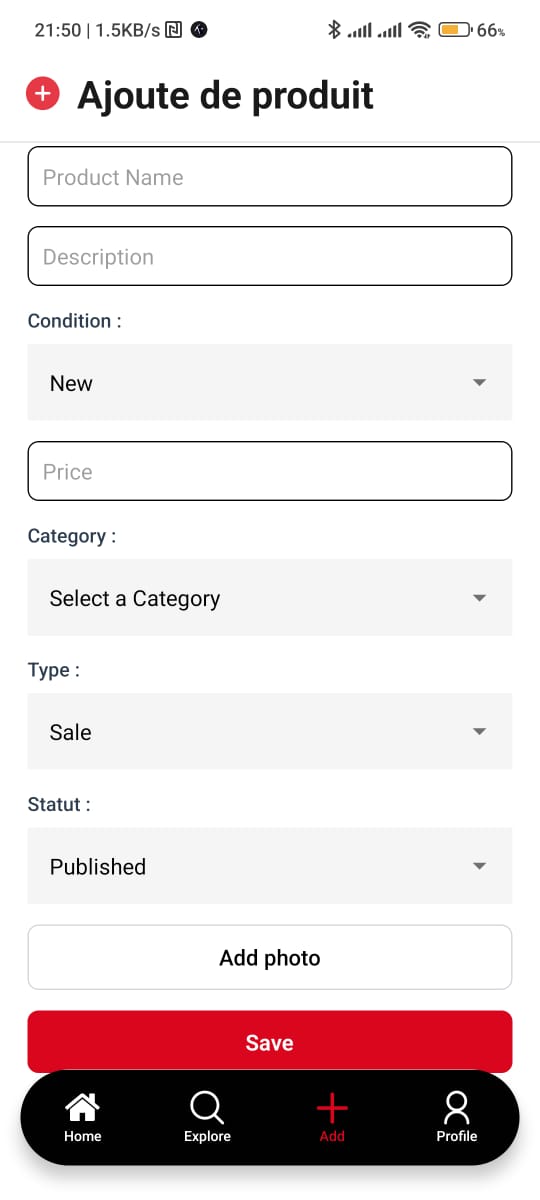 21:50 | 1.5KB/s 66%
Ajoute de produit
Product Name
Description
Condition :
New
Price
Category :
Select a Category
Type :
Sale
Statut :
Published
Add photo
Save
Home Explore Add Profile